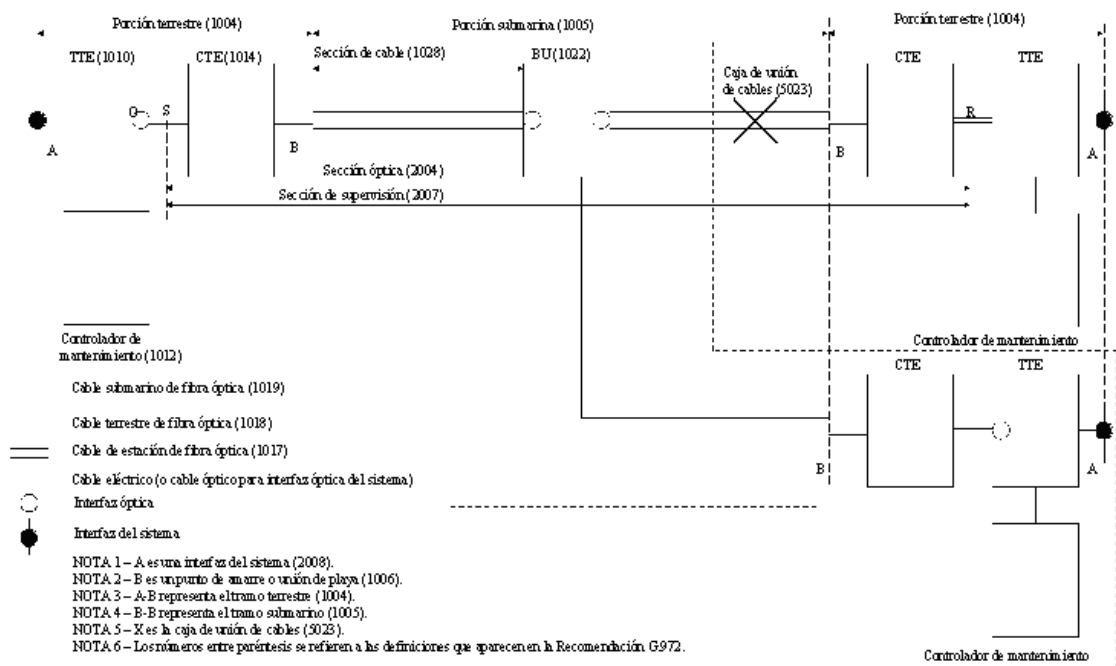 Porción terrestre (1004)
Porción submarina (1005)
Porción terrestre (1004)
TTE (1010)
CTE (1014)
Sección de cable (1028)
BU (1022)
Caja de unión
de cables (5023)
CTE
TTE
O
S
R
A
B
B
A
Sección óptica (2004)
Sección de supervisión (2007)
Controlador de
mantenimiento (1012)
Controlador de mantenimiento
CTE
TTE
Cable submarino de fibra óptica (1019)
Cable terrestre de fibra óptica (1018)
Cable de estación de fibra óptica (1017)
B
A
Cable eléctrico (o cable óptico para interfaz óptica del sistema)
Interfaz óptica
Interfaz del sistema
NOTA 1 – A es una interfaz del sistema (2008).
NOTA 2 – B es un punto de amarre o unión de playa (1006).
NOTA 3 – A-B representa el tramo terrestre (1004).
NOTA 4 – B-B representa el tramo submarino (1005).
NOTA 5 – X es la caja de unión de cables (5023).
NOTA 6 – Los números entre paréntesis se refieren a las definiciones que aparecen en la Recomendación G.972.
Controlador de mantenimiento